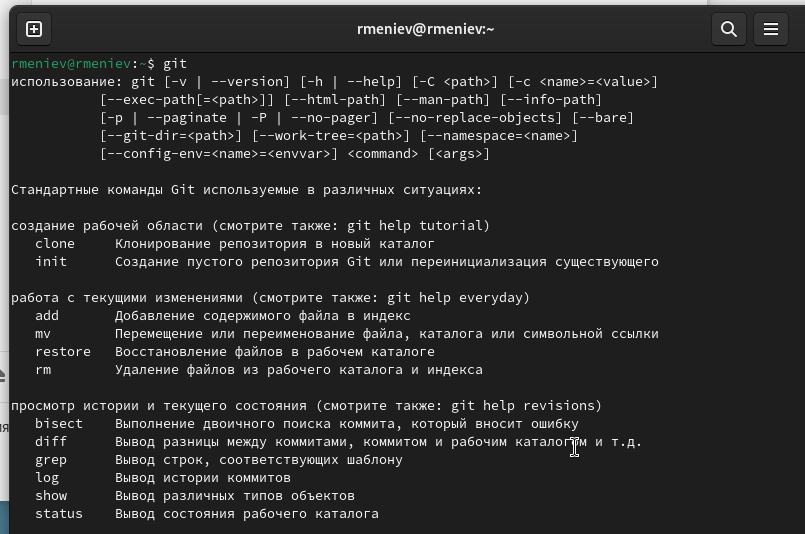 rmeniev@rmeniev:~
rmeniev@rmeniev:~$ git
использование: git [-v | --version] [-h | --help] [-C <path>] [-c <name>=<value>]
           [--exec-path[=<path>]] [--html-path] [--man-path] [--info-path]
           [-p | --paginate | -P | --no-pager] [--no-replace-objects] [--bare]
           [--git-dir=<path>] [--work-tree=<path>] [--namespace=<name>]
           [--config-env=<name>=<envvar>] <command> [<args>]
Стандартные команды Git используемые в различных ситуациях:
создание рабочей области (смотрите также: git help tutorial)
   clone     Клонирование репозитория в новый каталог
   init      Создание пустого репозитория Git или переинициализация существующего
работа с текущими изменениями (смотрите также: git help everyday)
   add       Добавление содержимого файла в индекс
   mv        Перемещение или переименование файла, каталога или символьной ссылки
   restore   Восстановление файлов в рабочем каталоге
   rm        Удаление файлов из рабочего каталога и индекса
просмотр истории и текущего состояния (смотрите также: git help revisions)
   bisect    Выполнение двоичного поиска коммита, который вносит ошибку
   diff      Вывод разницы между коммитами, коммитом и рабочим каталогом и т.д.
   grep      Вывод строк, соответствующих шаблону
   log       Вывод истории коммитов
   show      Вывод различных типов объектов
   status    Вывод состояния рабочего каталога